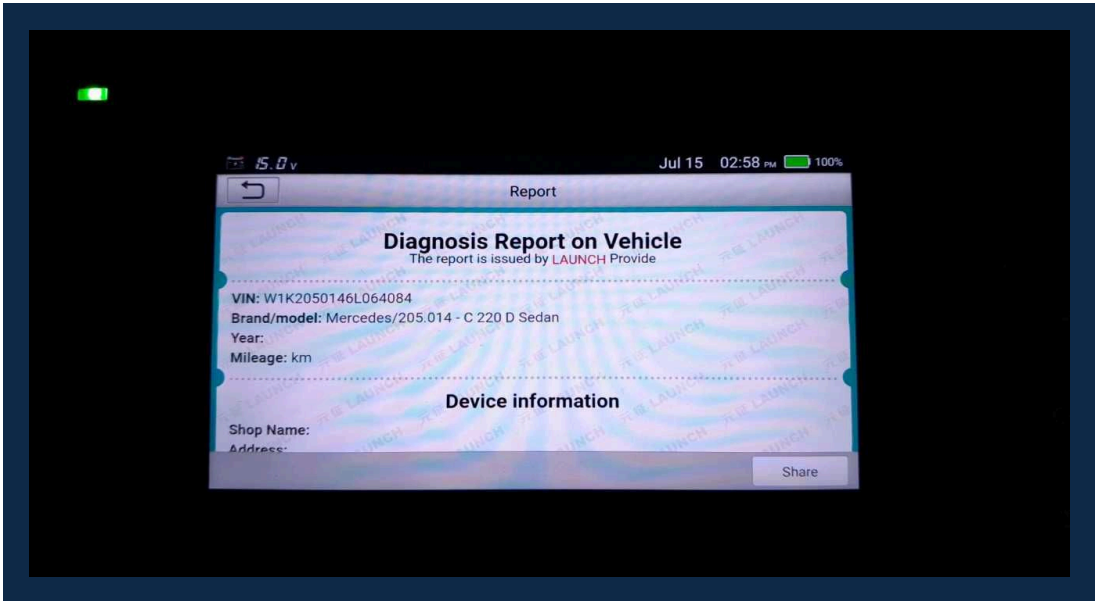 15.0 v
Jul 15 02:58 PM 100%
Report
Diagnosis Report on Vehicle
The report is issued by LAUNCH Provide
VIN: W1K2050146L064084
Brand/model: Mercedes/205.014 - C 220 D Sedan
Year:
Mileage: km
Device information
Shop Name:
Address:
Share